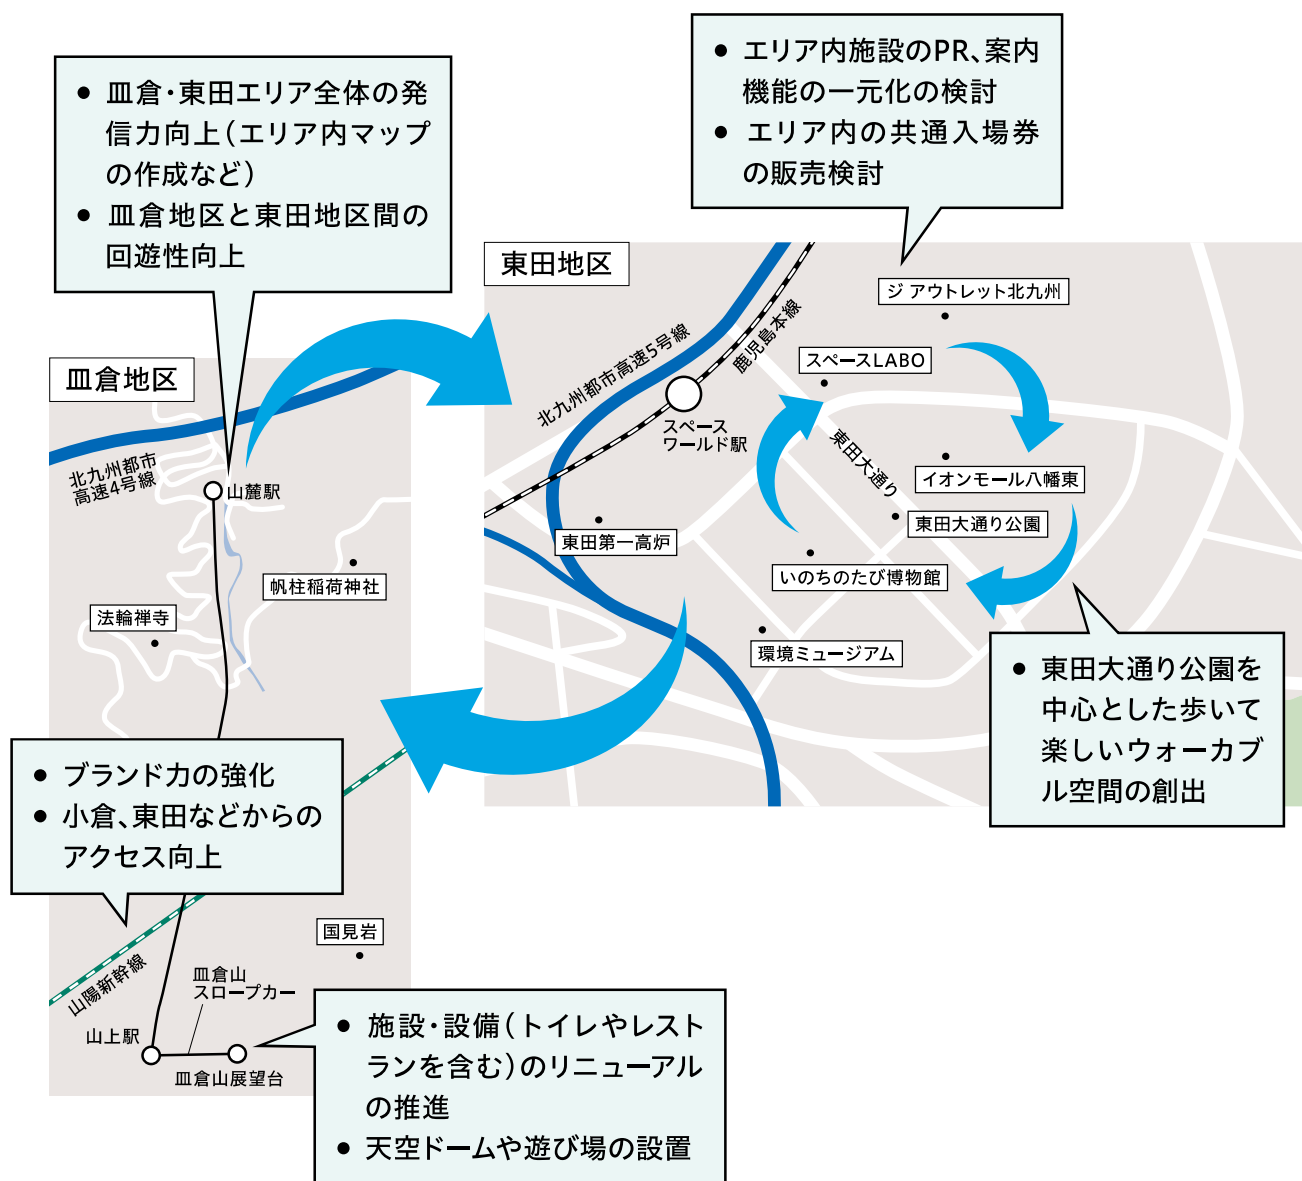 ● 皿倉・東田エリア全体の発
信力向上（エリア内マップ
の作成など）
● 皿倉地区と東田地区間の
回遊性向上
● エリア内施設のPR、案内
機能の一元化の検討
● エリア内の共通入場券
の販売検討
東田地区
ジ アウトレット北九州
北九州都市高速5号線
鹿児島本線
スペースLABO
スペース
ワールド駅
東田大通り
イオンモール八幡東
東田大通り公園
東田第一高炉
いのちのたび博物館
環境ミュージアム
● 東田大通り公園を
中心とした歩いて
楽しいウォーカブ
ル空間の創出
皿倉地区
北九州都市
高速4号線
山麓駅
帆柱稲荷神社
法輪禅寺
● ブランド力の強化
● 小倉、東田などからの
アクセス向上
国見岩
山陽新幹線
皿倉山
スロープカー
山上駅
皿倉山展望台
● 施設・設備（トイレやレスト
ランを含む）のリニューアル
の推進
● 天空ドームや遊び場の設置